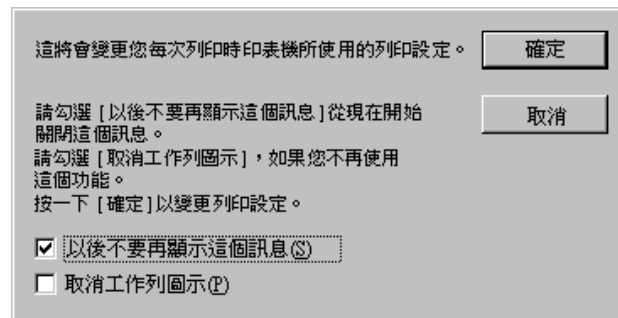 這將會變更您每次列印時印表機所使用的列印設定。
確定
請勾選 [以後不要再顯示這個訊息]從現在開始
關閉這個訊息。
取消
請勾選 [取消工作列圖示]，如果您不再使用
這個功能。
按一下 [確定]以變更列印設定。
以後不要再顯示這個訊息(S)
取消工作列圖示(P)